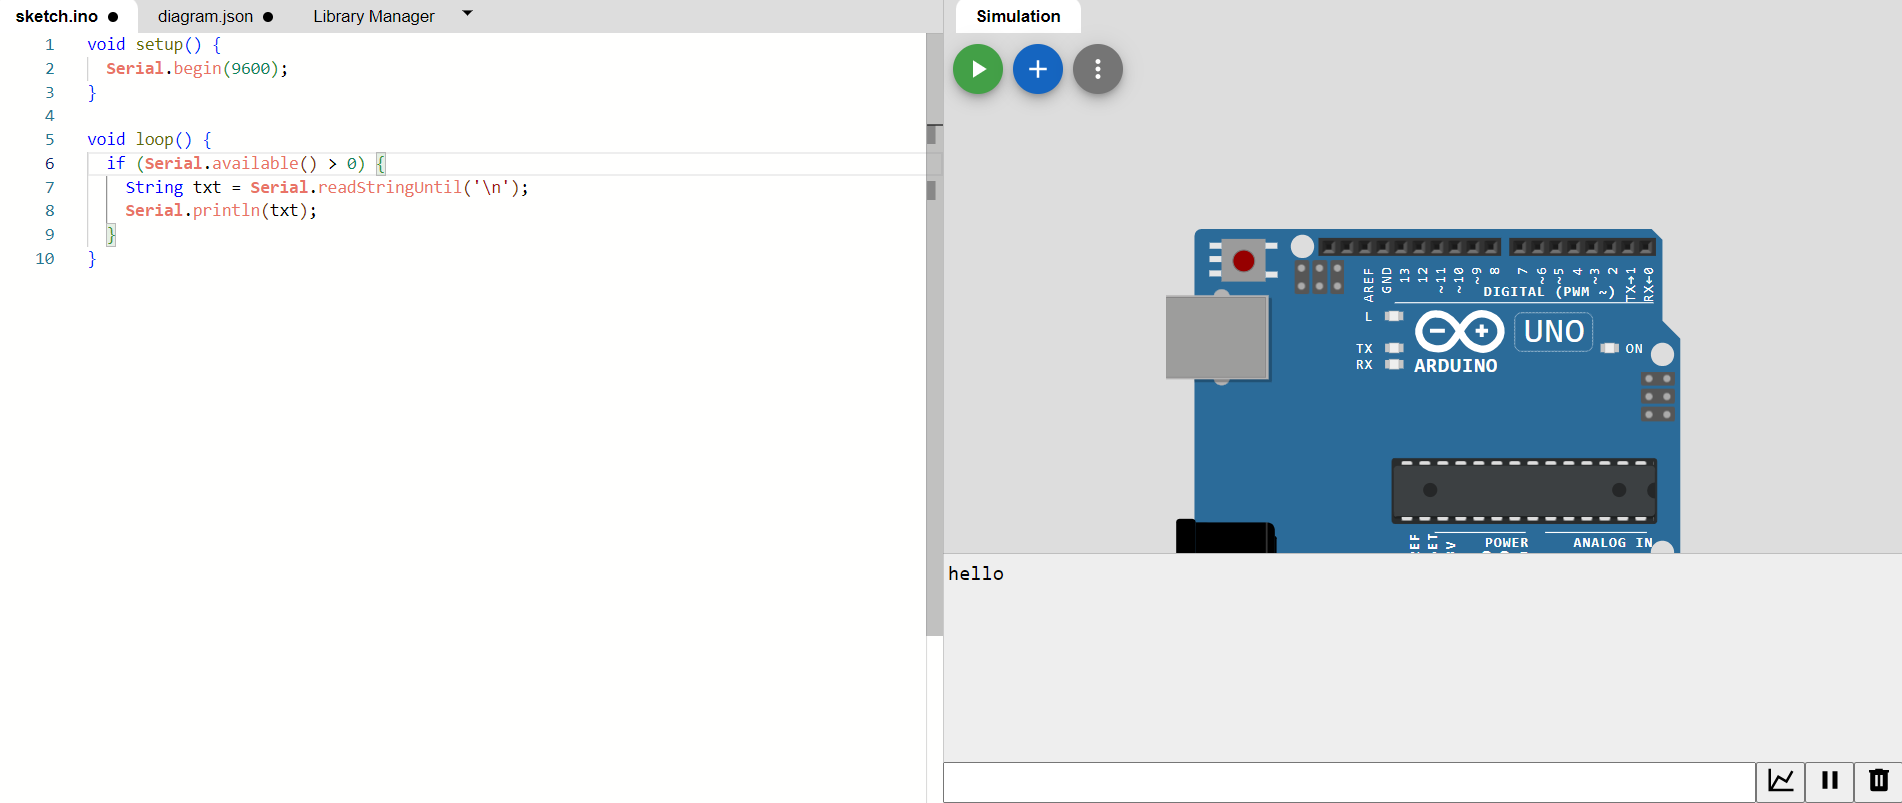 sketch.ino diagram.json Library Manager
1 void setup() {
2 Serial.begin(9600);
3 }
4
5 void loop() {
6 if (Serial.available() > 0) {
7 String txt = Serial.readStringUntil('\n');
8 Serial.println(txt);
9 }
10 }
Simulation
AREF GND 13 12 ~11 ~10 ~9 8 7 ~6 ~5 4 ~3 2 TX→1 RX←0
DIGITAL (PWM ~)
L
UNO
TX
RX
ON
ARDUINO
POWER ANALOG IN
hello